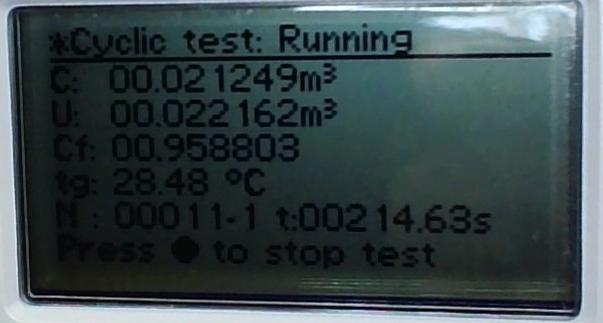 *Cyclic test: Running
C: 00.021249m³
U: 00.022162m³
Cf: 00.958803
tg: 28.48 °C
N : 00011-1 t:00214.63s
Press ● to stop test